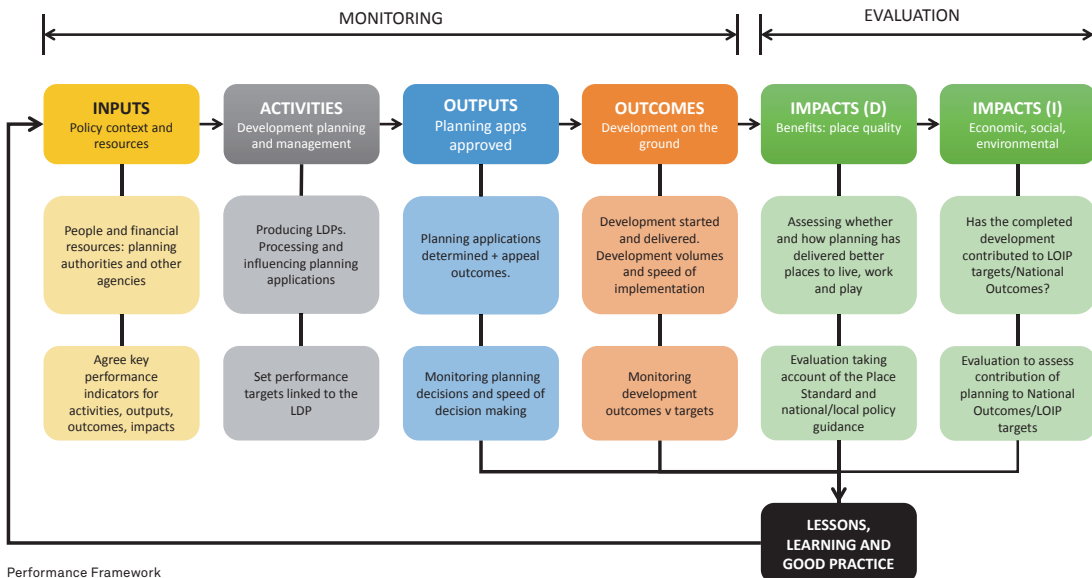 MONITORING
EVALUATION
INPUTS
Policy context and
resources
ACTIVITIES
Development planning
and management
OUTPUTS
Planning apps
approved
OUTCOMES
Development on the
ground
IMPACTS (D)
Benefits: place quality
IMPACTS (I)
Economic, social,
environmental
People and financial
resources: planning
authorities and other
agencies
Producing LDPs.
Processing and
influencing planning
applications
Planning applications
determined + appeal
outcomes.
Development started
and delivered.
Development volumes
and speed of
implementation
Assessing whether
and how planning has
delivered better
places to live, work
and play
Has the completed
development
contributed to LOIP
targets/National
Outcomes?
Agree key
performance
indicators for
activities, outputs,
outcomes, impacts
Set performance
targets linked to the
LDP
Monitoring planning
decisions and speed of
decision making
Monitoring
development
outcomes v targets
Evaluation taking
account of the Place
Standard and
national/local policy
guidance
Evaluation to assess
contribution of
planning to National
Outcomes/LOIP
targets
LESSONS,
LEARNING AND
GOOD PRACTICE
Performance Framework